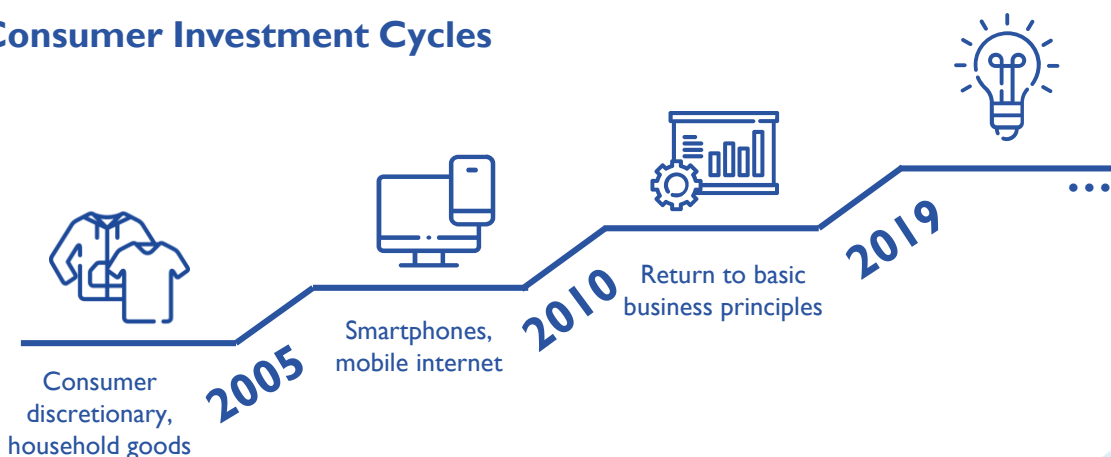 Consumer Investment Cycles
Consumer
discretionary,
household goods
2005
Smartphones,
mobile internet
2010
Return to basic
business principles
2019
...